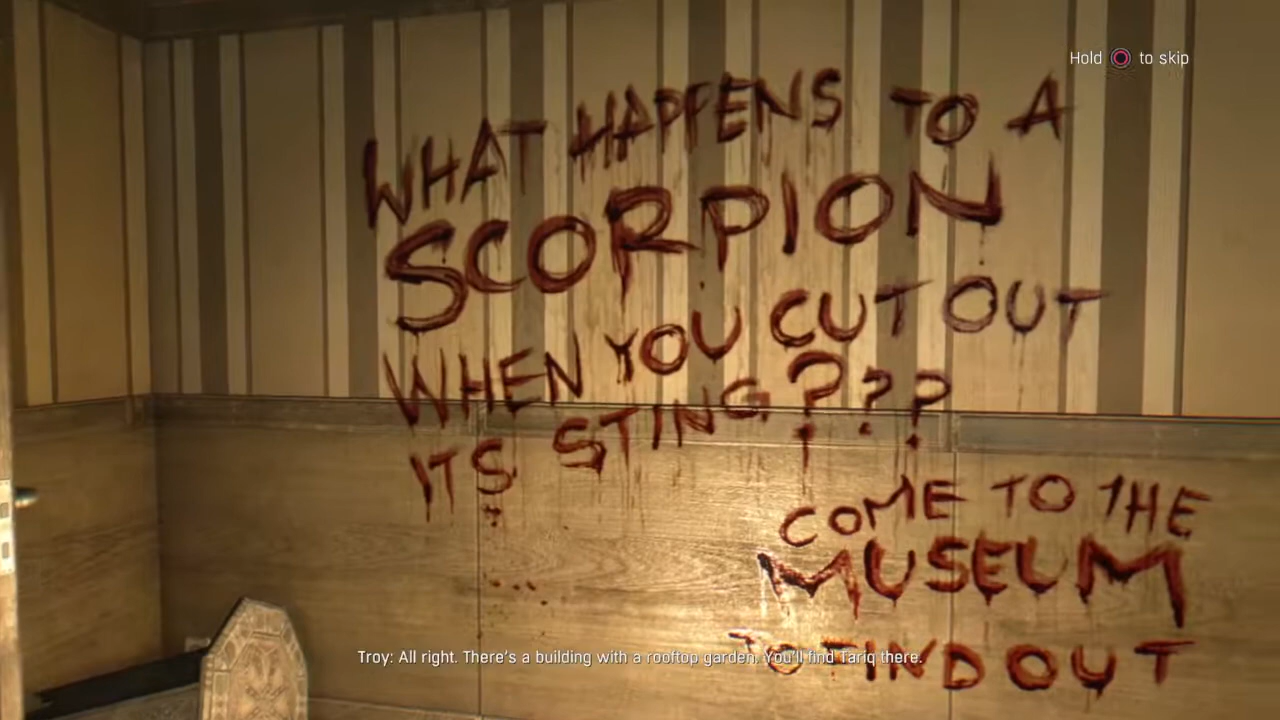 Hold to skip
WHAT HAPPENS TO A
SCORPION
WHEN YOU CUT OUT
ITS STING???
COME TO THE
MUSEUM
TO FIND OUT
Troy: All right. There's a building with a rooftop garden. You'll find Tariq there.